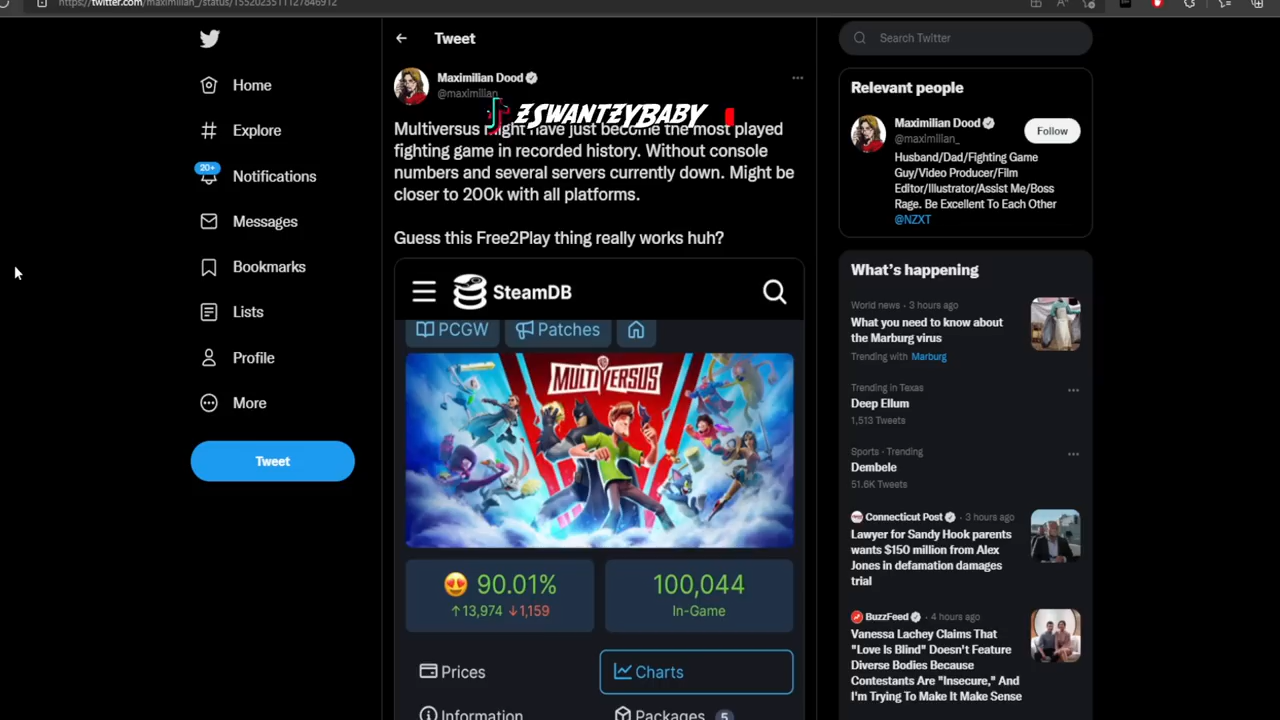 https://twitter.com/maximilian_/status/1552023511127846912
Home
Explore
20+
Notifications
Messages
Bookmarks
Lists
Profile
More
Tweet
Tweet
Maximilian Dood
@maximilian_
ZSWANTZYBABY
Multiversus might have just become the most played
fighting game in recorded history. Without console
numbers and several servers currently down. Might be
closer to 200k with all platforms.
Guess this Free2Play thing really works huh?
SteamDB
PCGW
Patches
MULTIVERSUS
90.01%
↑13,974 ↓1,159
100,044
In-Game
Prices
Charts
Information
Packages 5
Search Twitter
Relevant people
Maximilian Dood
@maximilian_
Follow
Husband/Dad/Fighting Game
Guy/Video Producer/Film
Editor/Illustrator/Assist Me/Boss
Rage. Be Excellent To Each Other
@NZXT
What's happening
World news · 3 hours ago
What you need to know about
the Marburg virus
Trending with Marburg
Trending in Texas
Deep Ellum
1,513 Tweets
Sports · Trending
Dembele
51.6K Tweets
Connecticut Post · 3 hours ago
Lawyer for Sandy Hook parents
wants $150 million from Alex
Jones in defamation damages
trial
BuzzFeed · 4 hours ago
Vanessa Lachey Claims That
"Love Is Blind" Doesn't Feature
Diverse Bodies Because
Contestants Are "Insecure," And
I'm Trying To Make It Make Sense